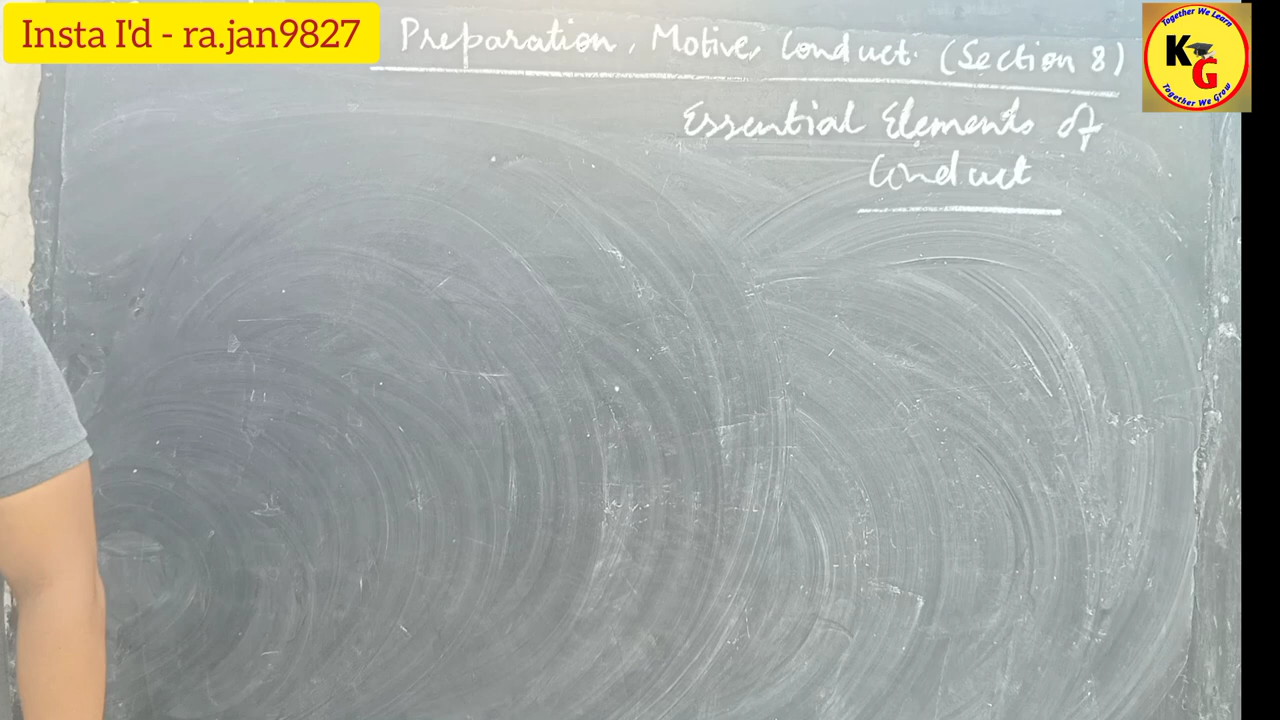 Insta I'd - ra.jan9827
Preparation, Motive, Conduct. (Section 8)
Essential Elements of
Conduct
Together We Learn
KG
Together We Grow